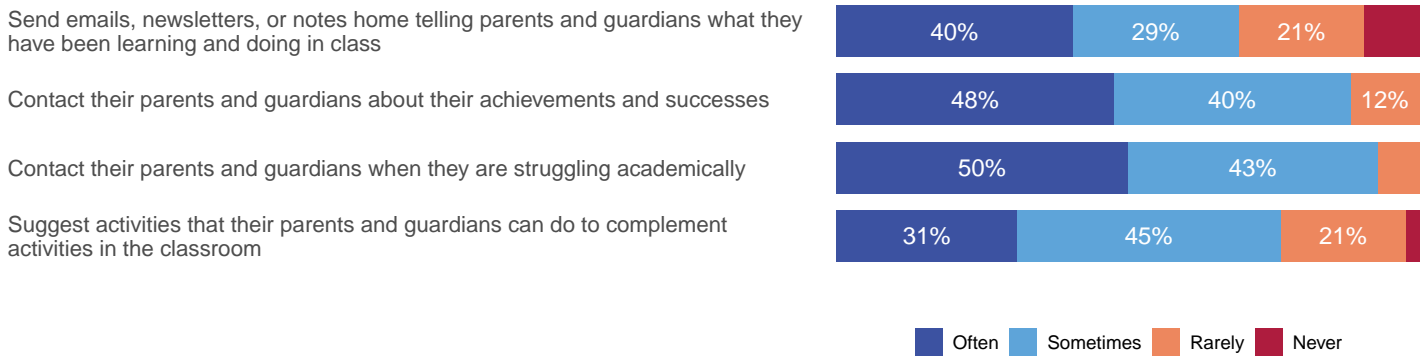 Send emails, newsletters, or notes home telling parents and guardians what they
have been learning and doing in class
40% 29% 21%
Contact their parents and guardians about their achievements and successes
48% 40% 12%
Contact their parents and guardians when they are struggling academically
50% 43%
Suggest activities that their parents and guardians can do to complement
activities in the classroom
31% 45% 21%
Often Sometimes Rarely Never